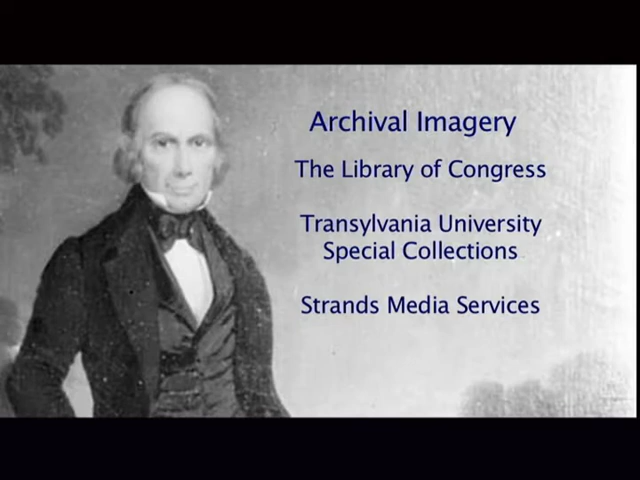 Archival Imagery
The Library of Congress
Transylvania University
Special Collections
Strands Media Services